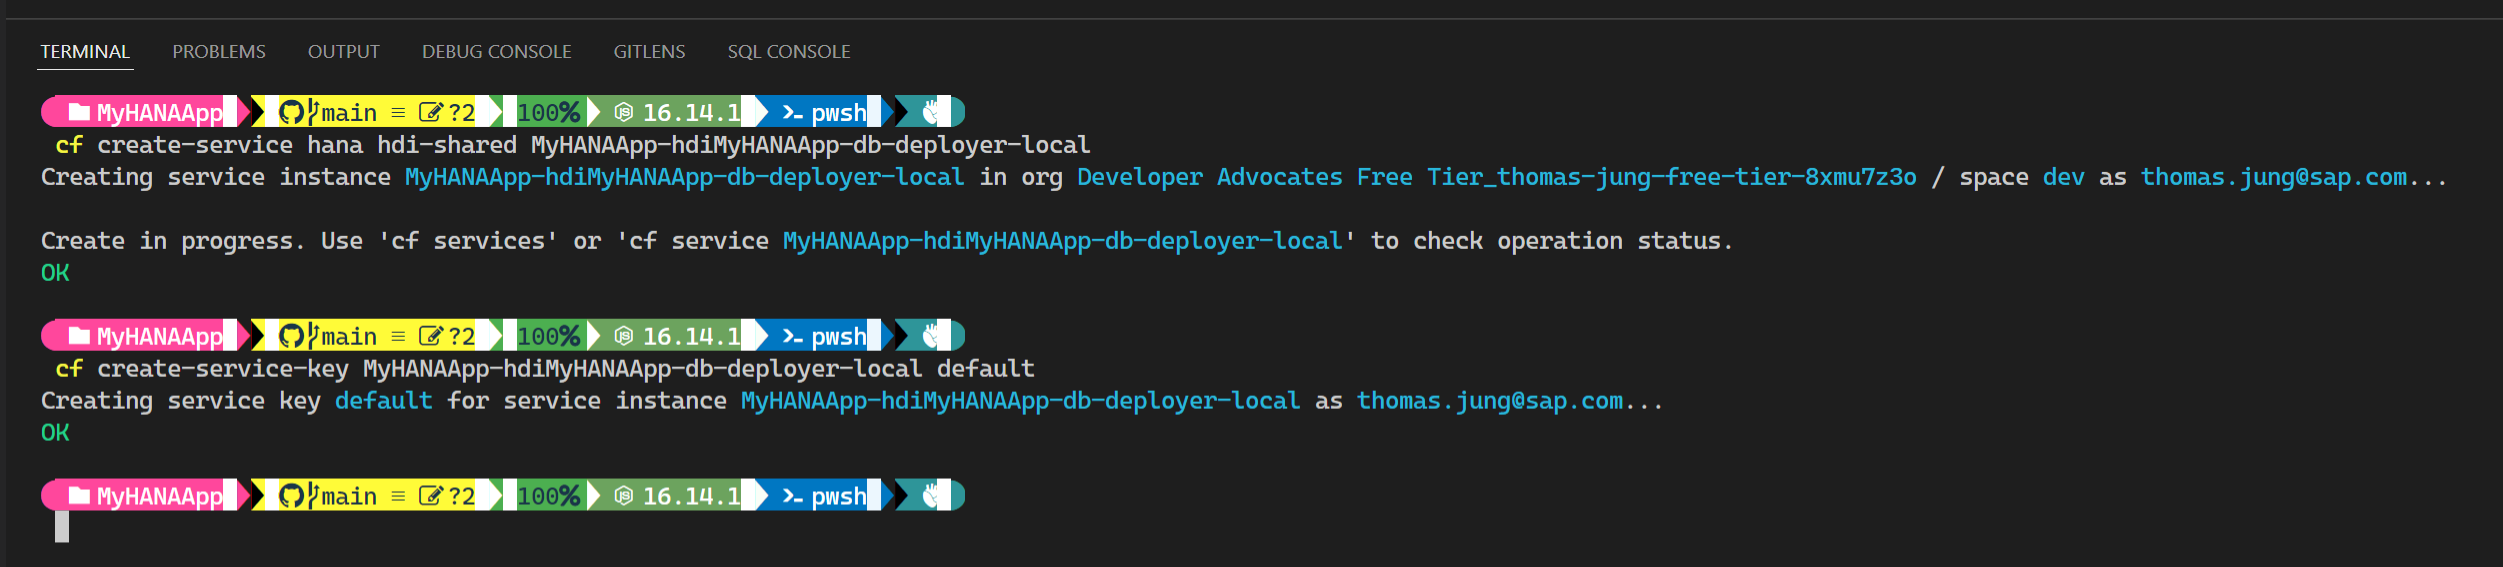 TERMINAL PROBLEMS OUTPUT DEBUG CONSOLE GITLENS SQL CONSOLE
MyHANAApp main ≡ ?2 100% 16.14.1 pwsh
cf create-service hana hdi-shared MyHANAApp-hdiMyHANAApp-db-deployer-local
Creating service instance MyHANAApp-hdiMyHANAApp-db-deployer-local in org Developer Advocates Free Tier_thomas-jung-free-tier-8xmu7z3o / space dev as thomas.jung@sap.com...
Create in progress. Use 'cf services' or 'cf service MyHANAApp-hdiMyHANAApp-db-deployer-local' to check operation status.
OK
MyHANAApp main ≡ ?2 100% 16.14.1 pwsh
cf create-service-key MyHANAApp-hdiMyHANAApp-db-deployer-local default
Creating service key default for service instance MyHANAApp-hdiMyHANAApp-db-deployer-local as thomas.jung@sap.com...
OK
MyHANAApp main ≡ ?2 100% 16.14.1 pwsh